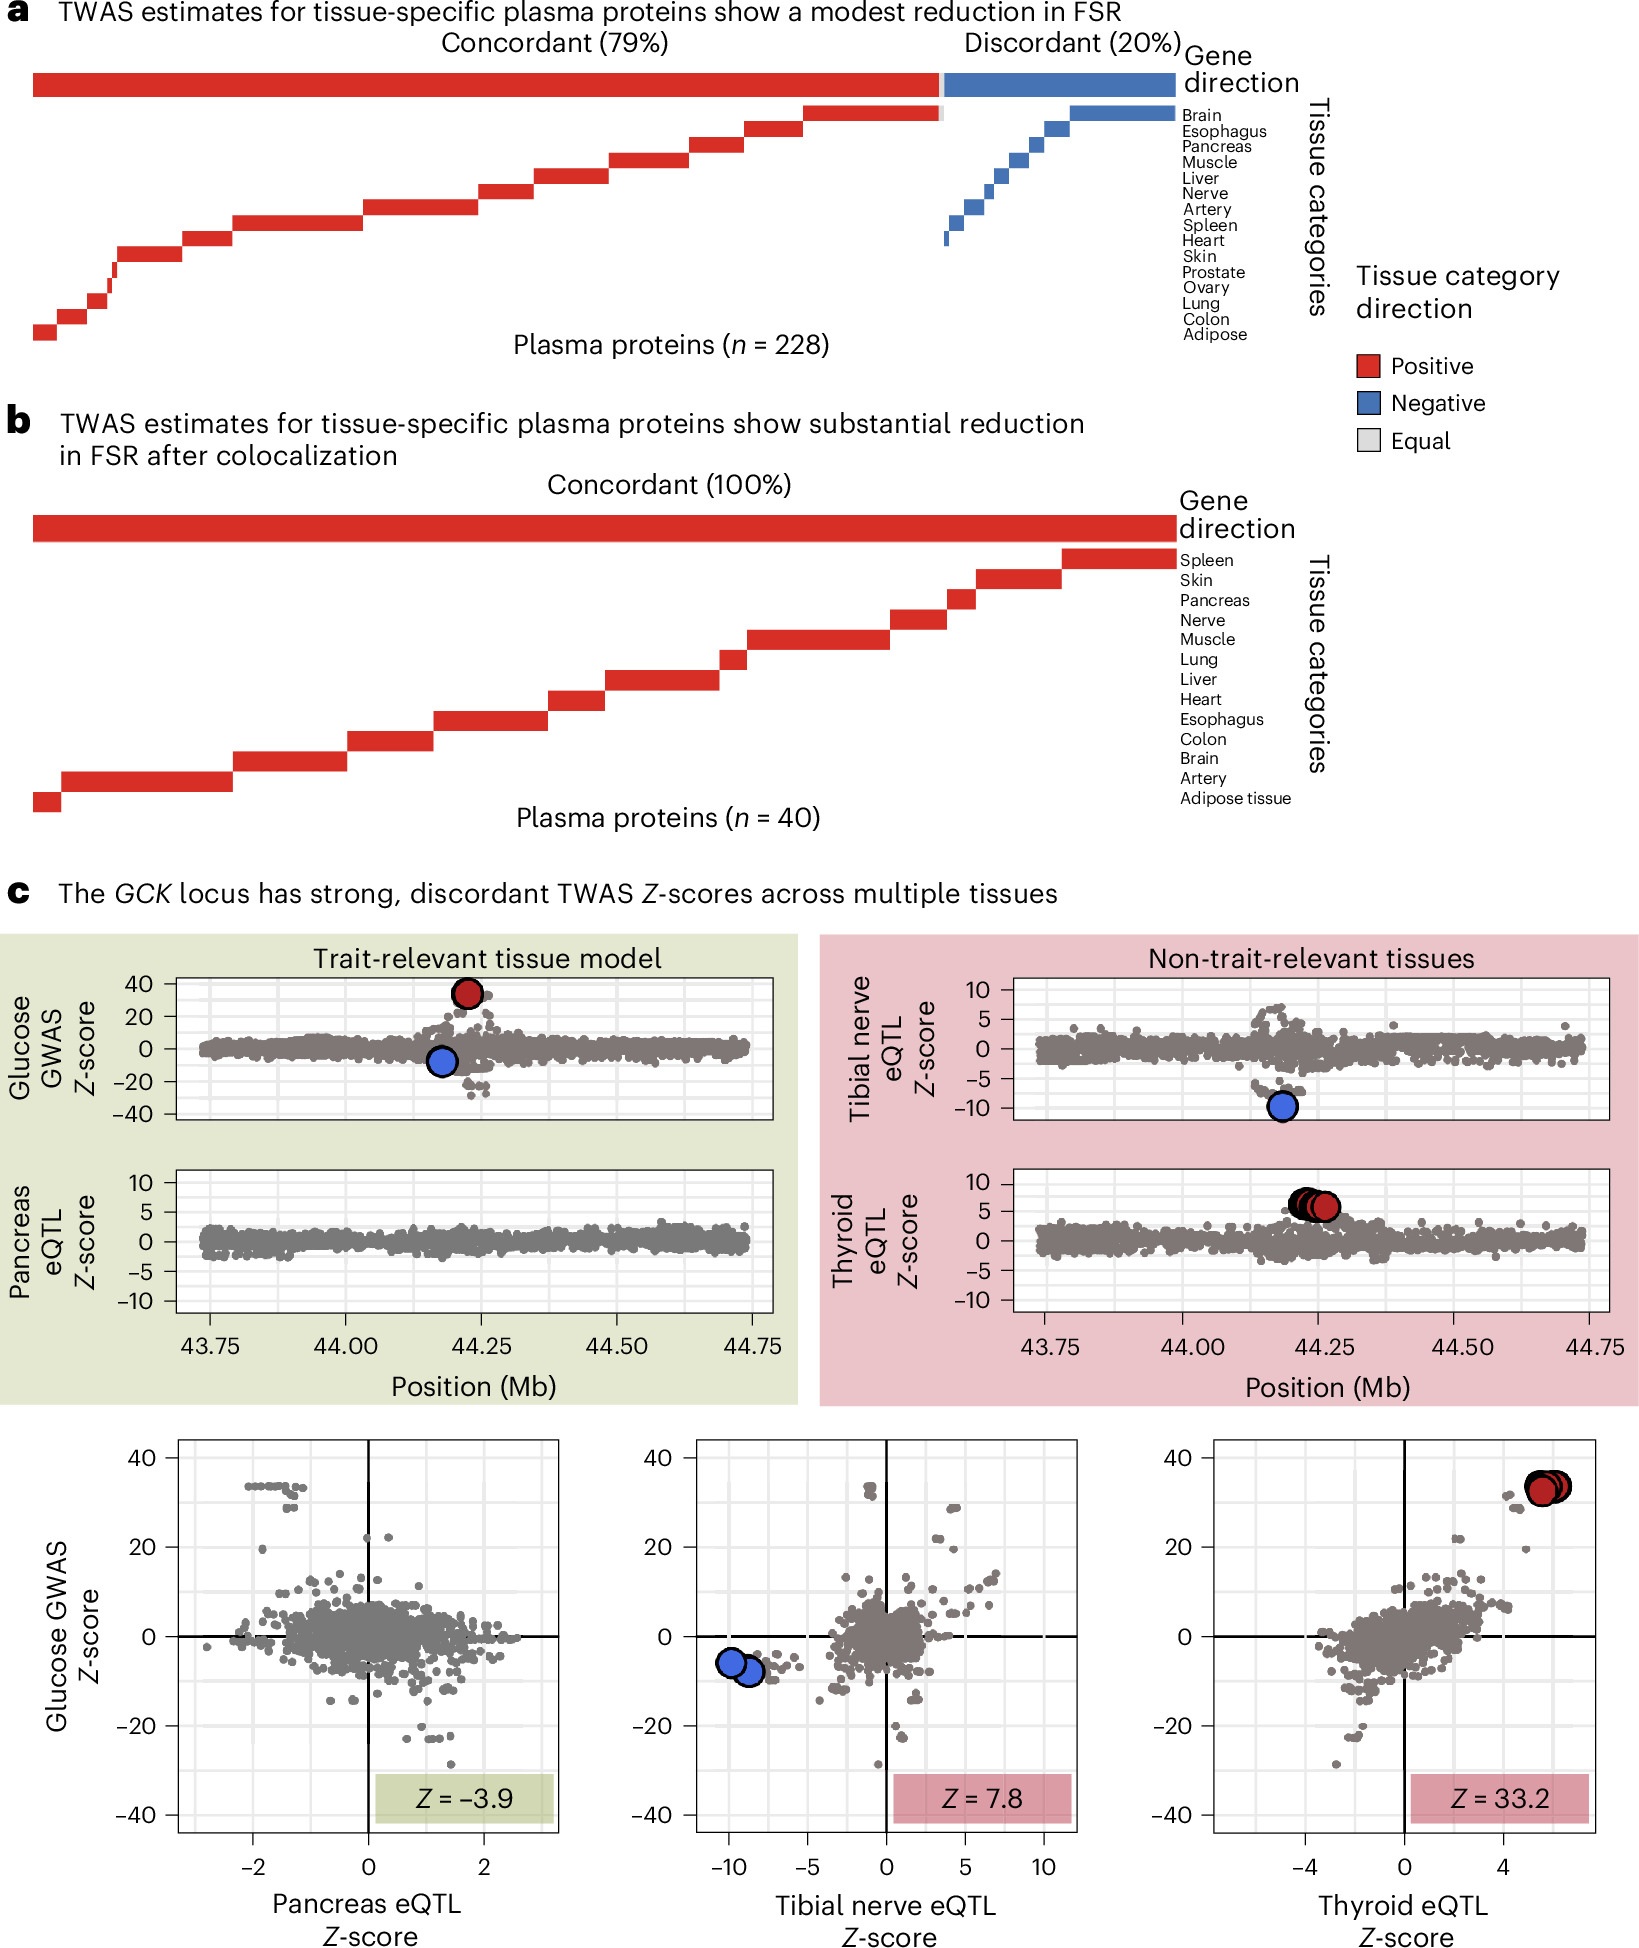 a TWAS estimates for tissue-specific plasma proteins show a modest reduction in FSR
Concordant (79%)
Discordant (20%)
Gene
direction
Brain
Esophagus
Pancreas
Muscle
Liver
Nerve
Artery
Spleen
Heart
Skin
Prostate
Ovary
Lung
Colon
Adipose
Tissue categories
Plasma proteins (n = 228)
Tissue category
direction
Positive
Negative
Equal
b TWAS estimates for tissue-specific plasma proteins show substantial reduction
in FSR after colocalization
Concordant (100%)
Gene
direction
Spleen
Skin
Pancreas
Nerve
Muscle
Lung
Liver
Heart
Esophagus
Colon
Brain
Artery
Adipose tissue
Tissue categories
Plasma proteins (n = 40)
c The GCK locus has strong, discordant TWAS Z-scores across multiple tissues
Trait-relevant tissue model
Glucose
GWAS
Z-score
40
20
0
−20
−40
Pancreas
eQTL
Z-score
10
5
0
−5
−10
43.75
44.00
44.25
44.50
44.75
Position (Mb)
Non-trait-relevant tissues
Tibial nerve
eQTL
Z-score
10
5
0
−5
−10
Thyroid
eQTL
Z-score
10
5
0
−5
−10
43.75
44.00
44.25
44.50
44.75
Position (Mb)
Glucose GWAS
Z-score
40
20
0
−20
−40
Z = −3.9
−2
0
2
Pancreas eQTL
Z-score
40
20
0
−20
−40
Z = 7.8
−10
−5
0
5
10
Tibial nerve eQTL
Z-score
40
20
0
−20
−40
Z = 33.2
−4
0
4
Thyroid eQTL
Z-score